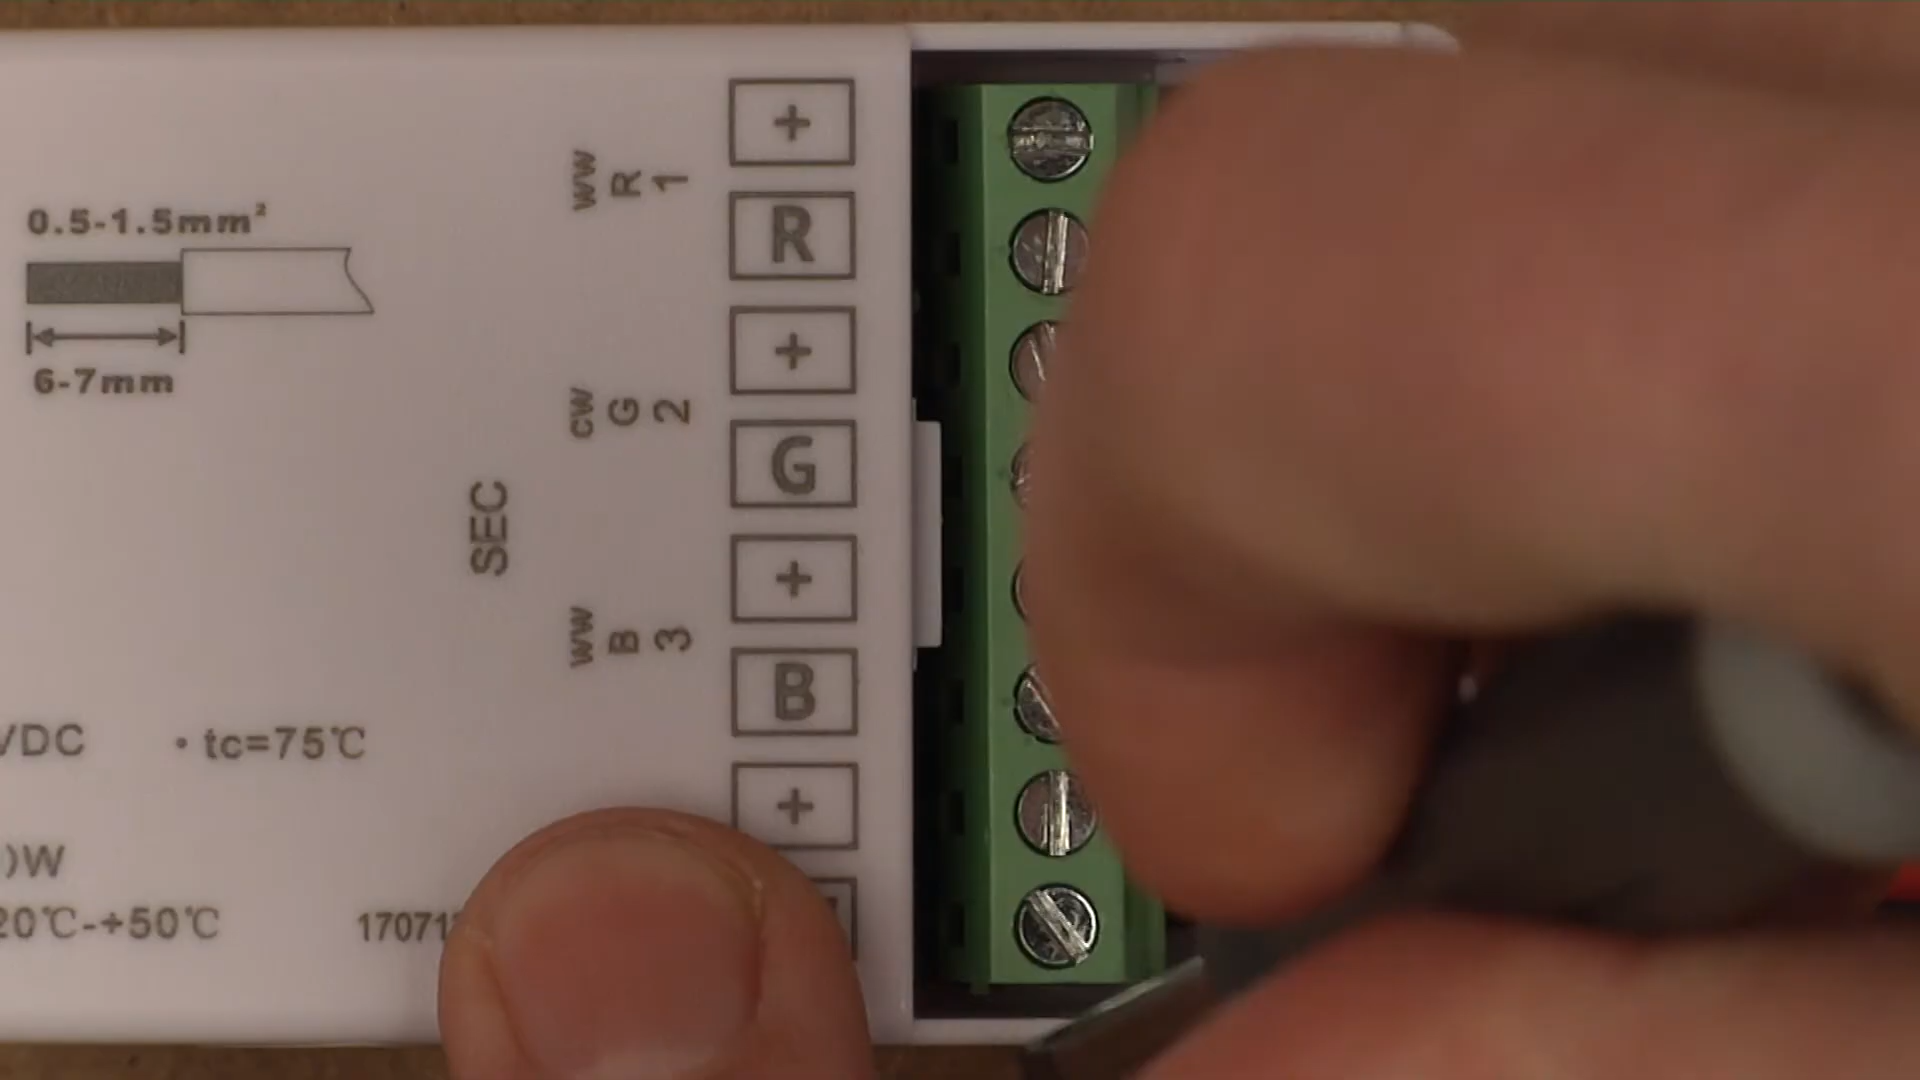 0.5-1.5mm²
6-7mm
SEC
WW
R
1
CW
G
2
WW
B
3
+
R
+
G
+
B
+
VDC
• tc=75℃
)W
20℃-+50℃
17071